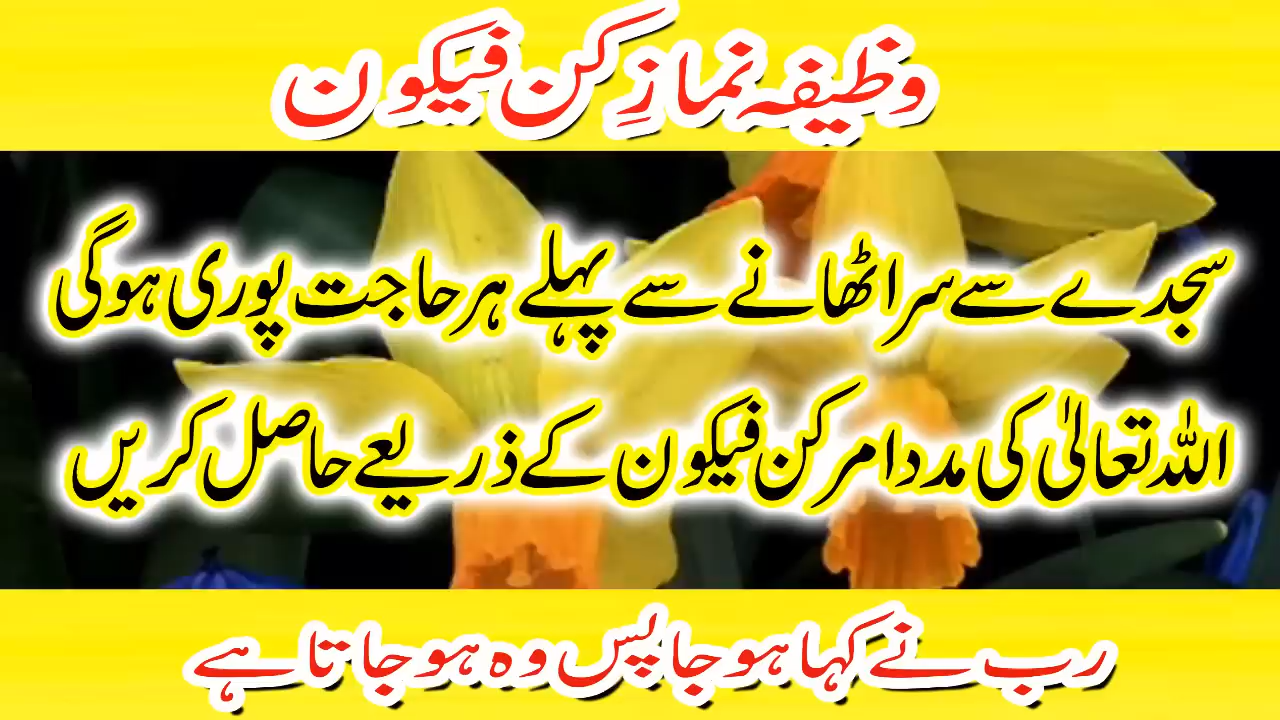 وظیفہ نمازِ کن فیکون
سجدے سے سر اٹھانے سے پہلے ہر حاجت پوری ہوگی
اللہ تعالیٰ کی مدد امر کن فیکون کے ذریعے حاصل کریں
رب نے کہا ہو جا پس وہ ہو جاتا ہے